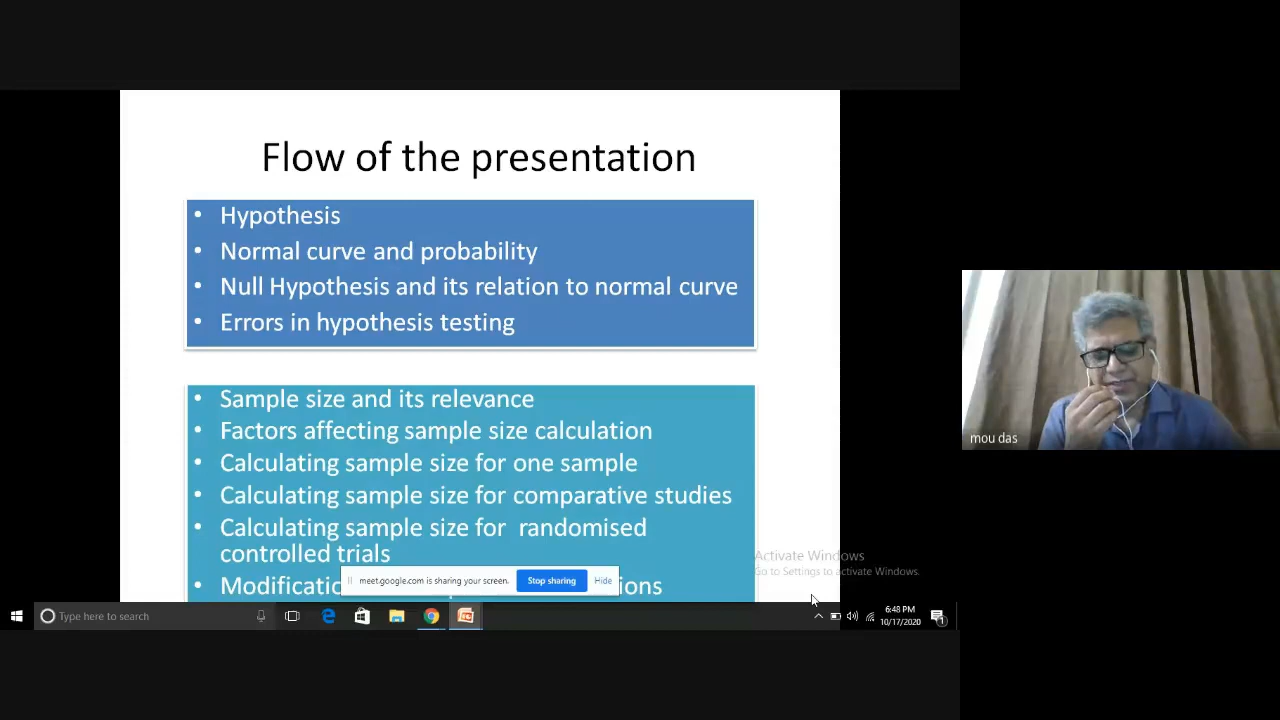 Flow of the presentation
• Hypothesis
• Normal curve and probability
• Null Hypothesis and its relation to normal curve
• Errors in hypothesis testing
• Sample size and its relevance
• Factors affecting sample size calculation
• Calculating sample size for one sample
• Calculating sample size for comparative studies
• Calculating sample size for randomised
controlled trials
meet.google.com is sharing your screen. Stop sharing Hide
mou das
Activate Windows
Go to Settings to activate Windows.
Type here to search
6:48 PM
10/17/2020
1